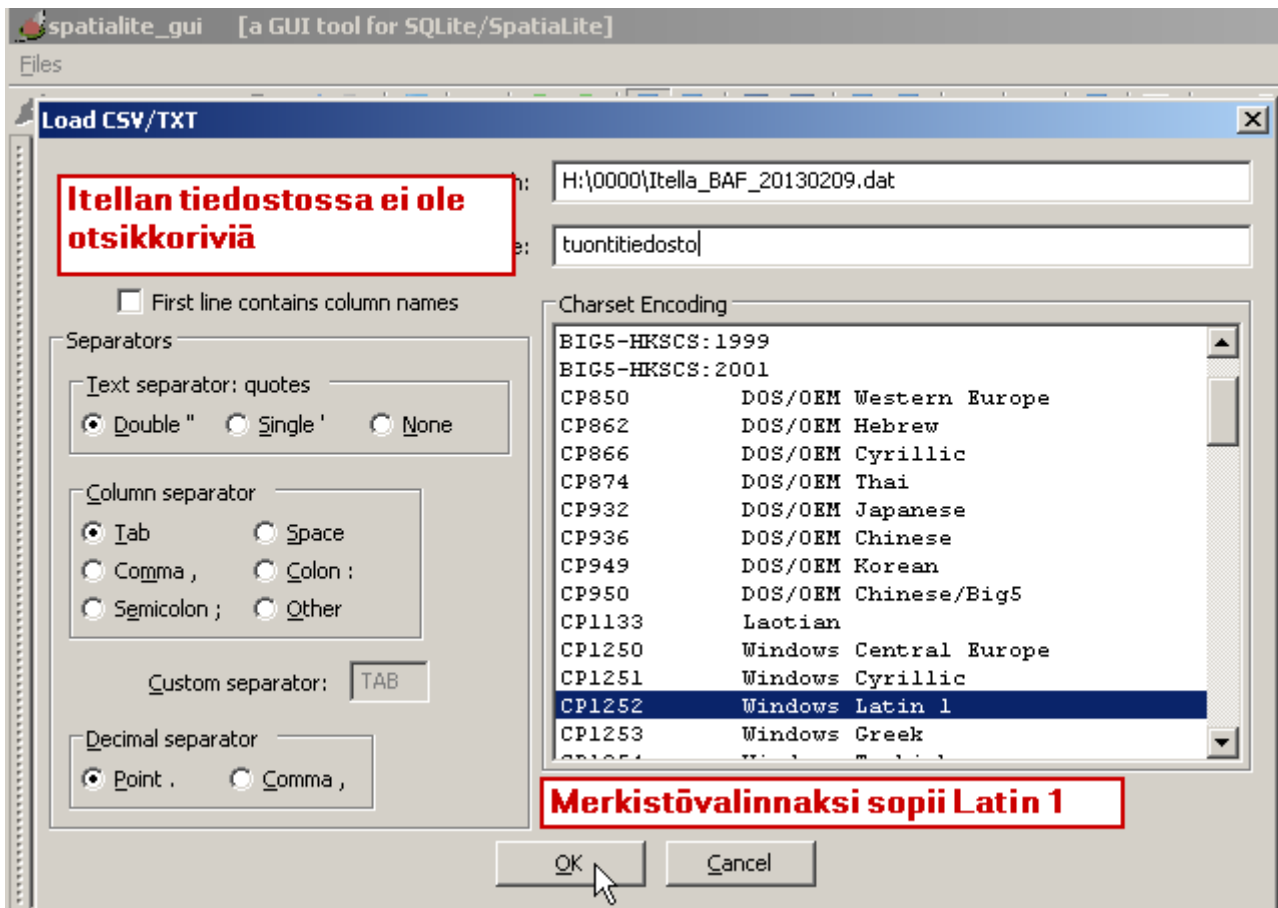 spatialite_gui [a GUI tool for SQLite/SpatiaLite]
Files
Load CSV/TXT
Itellan tiedostossa ei ole
otsikkoriviä
h: H:\0000\Itella_BAF_20130209.dat
e: tuontitiedosto
First line contains column names
Separators
Text separator: quotes
Double " Single ' None
Column separator
Tab Space
Comma , Colon :
Semicolon ; Other
Custom separator: TAB
Decimal separator
Point . Comma ,
Charset Encoding
BIG5-HKSCS:1999
BIG5-HKSCS:2001
CP850 DOS/OEM Western Europe
CP862 DOS/OEM Hebrew
CP866 DOS/OEM Cyrillic
CP874 DOS/OEM Thai
CP932 DOS/OEM Japanese
CP936 DOS/OEM Chinese
CP949 DOS/OEM Korean
CP950 DOS/OEM Chinese/Big5
CP1133 Laotian
CP1250 Windows Central Europe
CP1251 Windows Cyrillic
CP1252 Windows Latin 1
CP1253 Windows Greek
Merkistövalinnaksi sopii Latin 1
OK Cancel